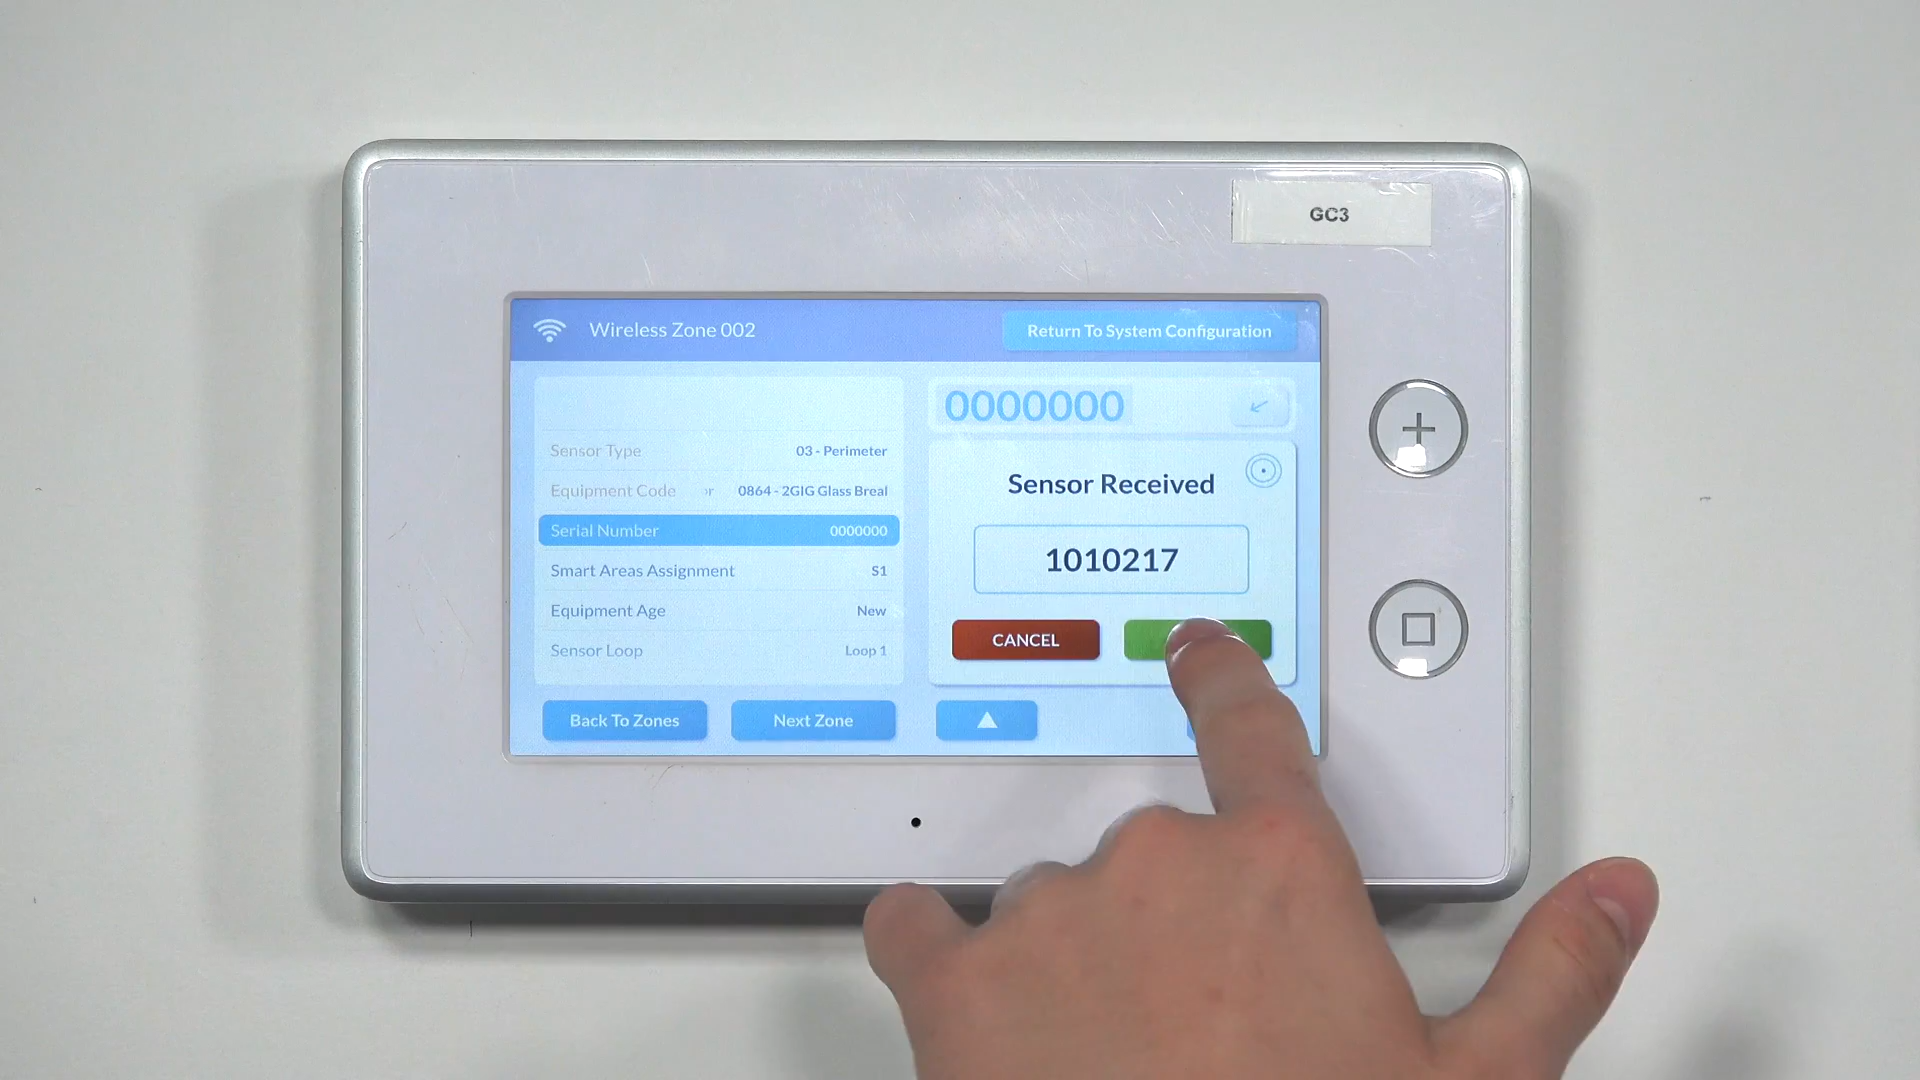 GC3
Wireless Zone 002
Return To System Configuration
0000000
Sensor Type 03 - Perimeter
Equipment Code or 0864 - 2GIG Glass Breal
Serial Number 0000000
Smart Areas Assignment S1
Equipment Age New
Sensor Loop Loop 1
Sensor Received
1010217
CANCEL
Back To Zones
Next Zone